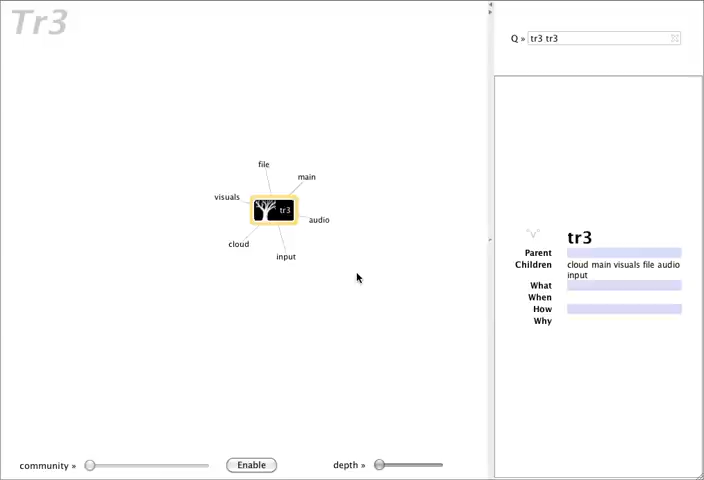 Tr3
Q » tr3 tr3
file
main
visuals
tr3
audio
cloud
input
"v"
tr3
Parent
Children cloud main visuals file audio
input
What
When
How
Why
community »
Enable
depth »